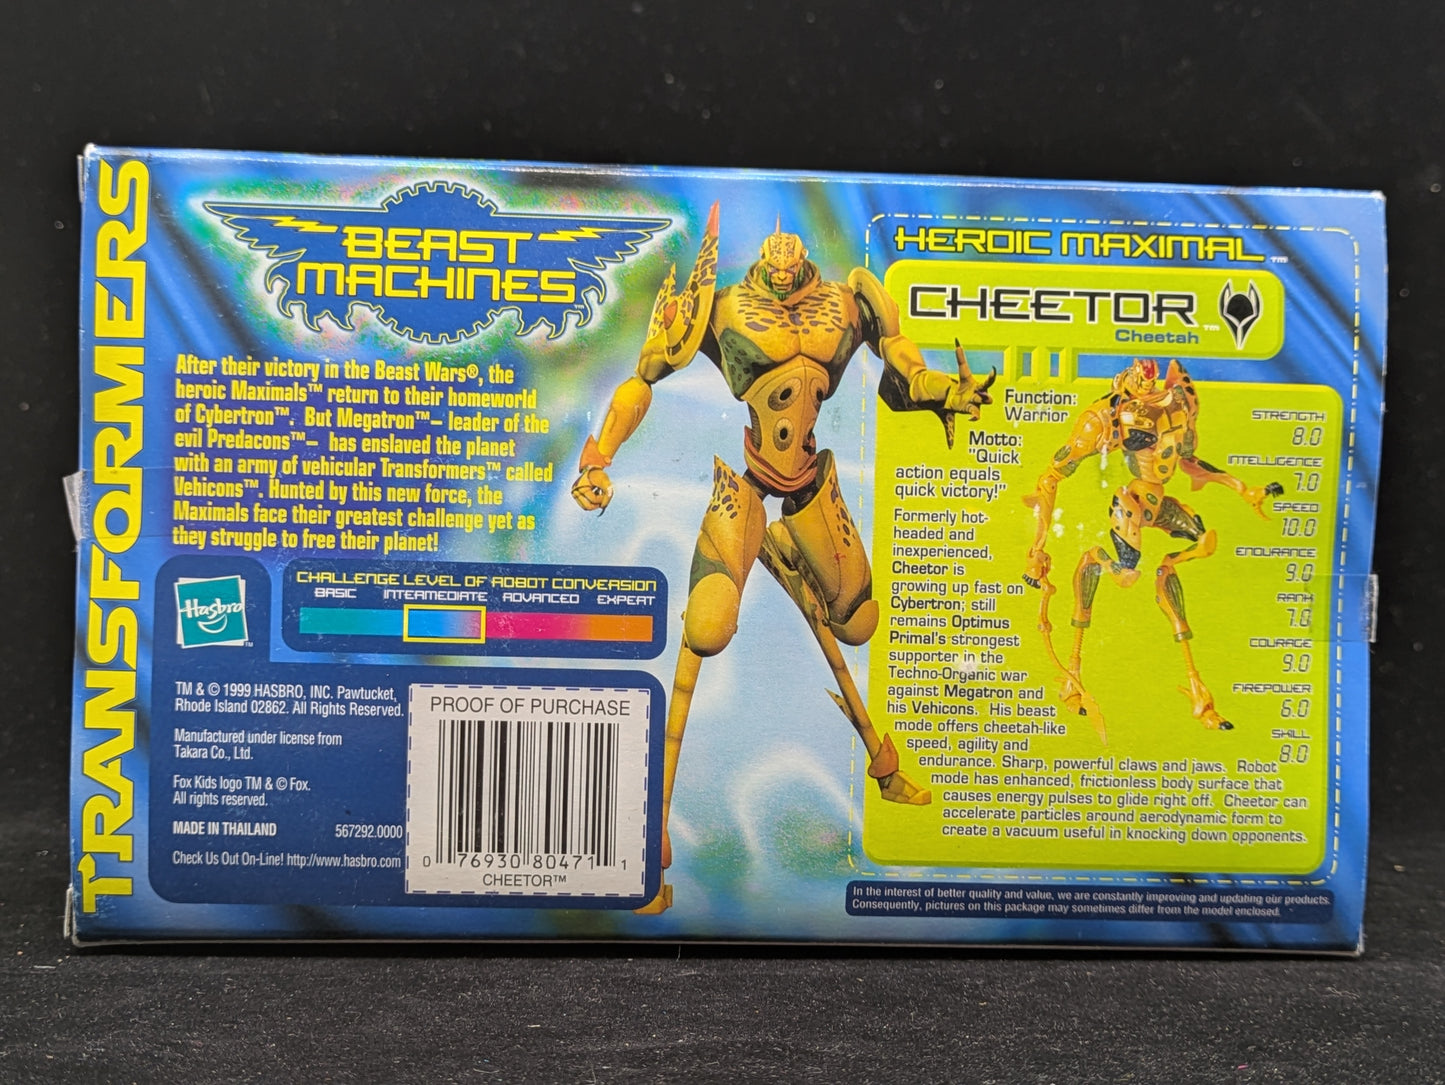 TRANSFORMERS
BEAST
MACHINES™
After their victory in the Beast Wars®, the
heroic Maximals™ return to their homeworld
of Cybertron™. But Megatron™– leader of the
evil Predacons™– has enslaved the planet
with an army of vehicular Transformers™ called
Vehicons™. Hunted by this new force, the
Maximals face their greatest challenge yet as
they struggle to free their planet!
CHALLENGE LEVEL OF ROBOT CONVERSION
BASIC INTERMEDIATE ADVANCED EXPERT
Hasbro™
TM & © 1999 HASBRO, INC. Pawtucket,
Rhode Island 02862. All Rights Reserved.
Manufactured under license from
Takara Co., Ltd.
Fox Kids logo TM & © Fox.
All rights reserved.
MADE IN THAILAND 567292.0000
Check Us Out On-Line! http://www.hasbro.com
PROOF OF PURCHASE
0 76930 80471 1
CHEETOR™
HEROIC MAXIMAL™
CHEETOR™
Cheetah
Function:
Warrior
Motto:
"Quick
action equals
quick victory!"
Formerly hot-
headed and
inexperienced,
Cheetor is
growing up fast on
Cybertron; still
remains Optimus
Primal's strongest
supporter in the
Techno-Organic war
against Megatron and
his Vehicons. His beast
mode offers cheetah-like
speed, agility and
endurance. Sharp, powerful claws and jaws. Robot
mode has enhanced, frictionless body surface that
causes energy pulses to glide right off. Cheetor can
accelerate particles around aerodynamic form to
create a vacuum useful in knocking down opponents.
STRENGTH
8.0
INTELLIGENCE
7.0
SPEED
10.0
ENDURANCE
9.0
RANK
7.0
COURAGE
9.0
FIREPOWER
6.0
SKILL
8.0
In the interest of better quality and value, we are constantly improving and updating our products.
Consequently, pictures on this package may sometimes differ from the model enclosed.